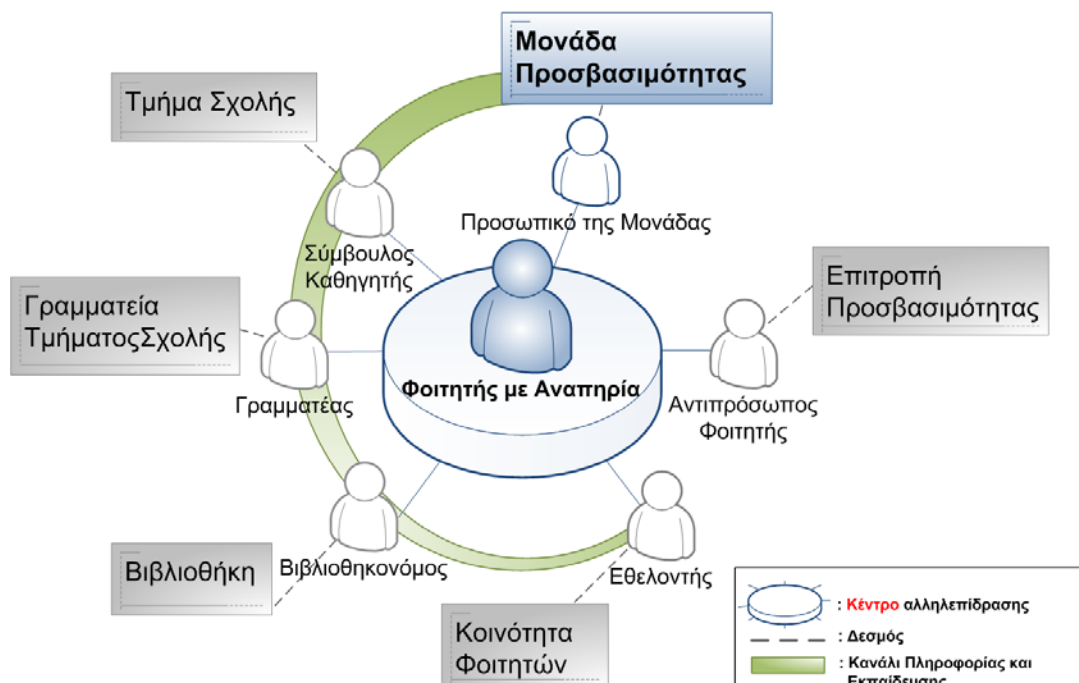 Μονάδα
Προσβασιμότητας
Τμήμα Σχολής
Προσωπικό της Μονάδας
Σύμβουλος
Καθηγητής
Επιτροπή
Προσβασιμότητας
Γραμματεία
ΤμήματοςΣχολής
Φοιτητής με Αναπηρία
Γραμματέας
Αντιπρόσωπος
Φοιτητής
Βιβλιοθήκη
Βιβλιοθηκονόμος
Εθελοντής
Κοινότητα
Φοιτητών
: Κέντρο αλληλεπίδρασης
: Δεσμός
: Κανάλι Πληροφορίας και
Εκπαίδευσης